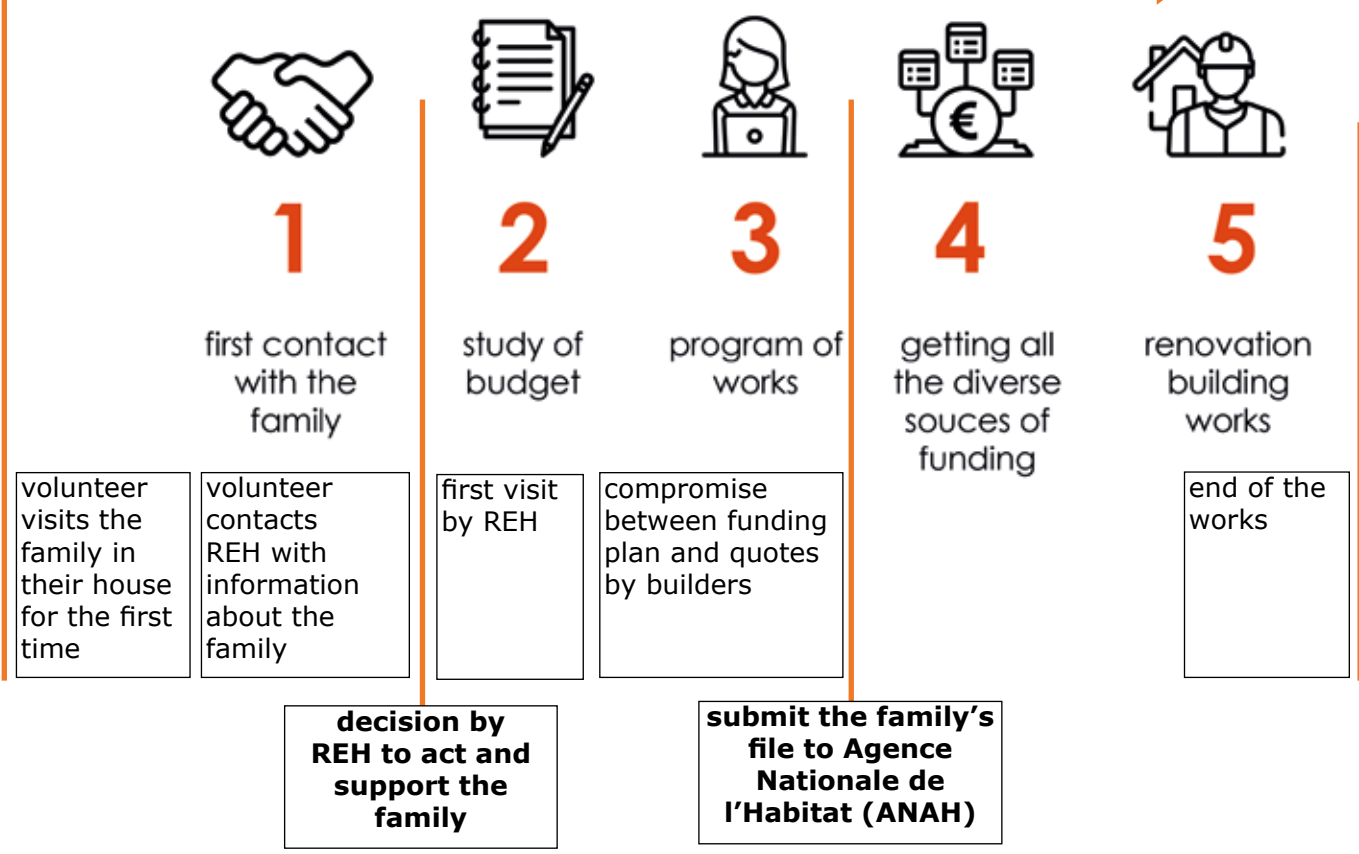 €
1
2
3
4
5
first contact
with the
family
study of
budget
program of
works
getting all
the diverse
souces of
funding
renovation
building
works
volunteer
visits the
family in
their house
for the first
time
volunteer
contacts
REH with
information
about the
family
first visit
by REH
compromise
between funding
plan and quotes
by builders
end of the
works
decision by
REH to act and
support the
family
submit the family’s
file to Agence
Nationale de
l’Habitat (ANAH)